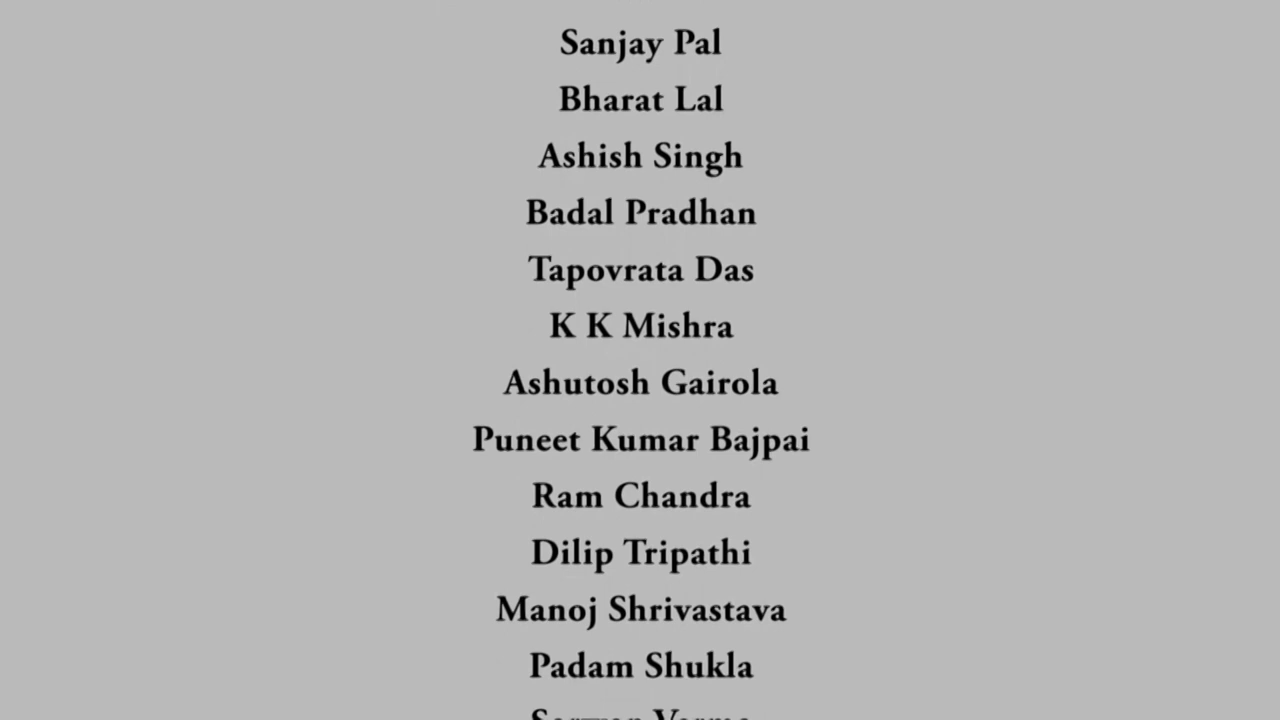 Sanjay Pal
Bharat Lal
Ashish Singh
Badal Pradhan
Tapovrata Das
K K Mishra
Ashutosh Gairola
Puneet Kumar Bajpai
Ram Chandra
Dilip Tripathi
Manoj Shrivastava
Padam Shukla